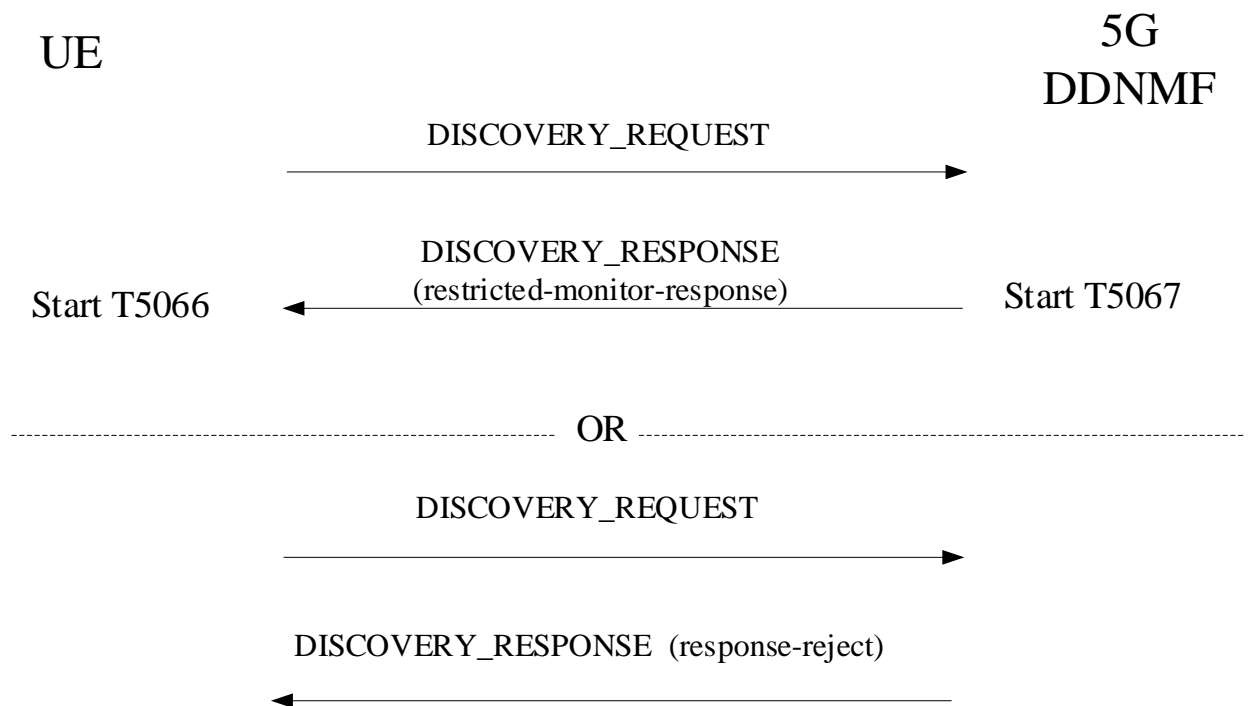 UE
5G
DDNMF
DISCOVERY_REQUEST
DISCOVERY_RESPONSE
(restricted-monitor-response)
Start T5066
Start T5067
OR
DISCOVERY_REQUEST
DISCOVERY_RESPONSE (response-reject)